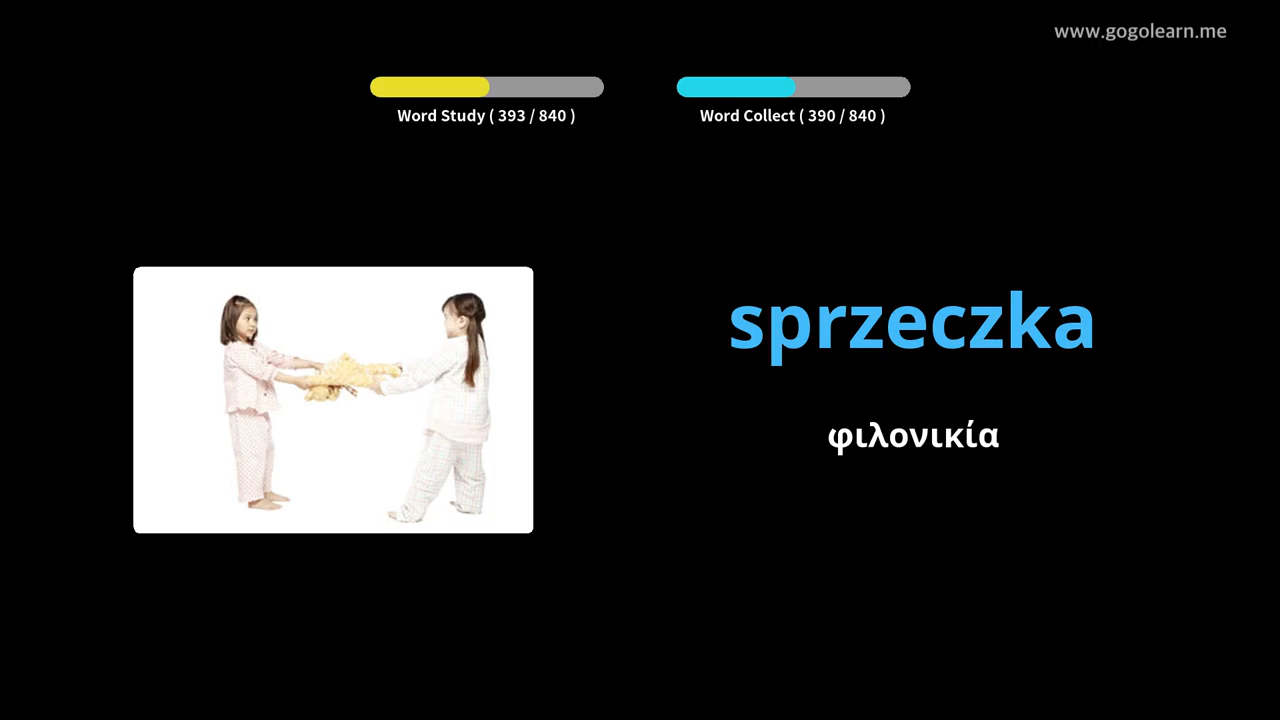 www.gogolearn.me
Word Study ( 393 / 840 )
Word Collect ( 390 / 840 )
sprzeczka
φιλονικία